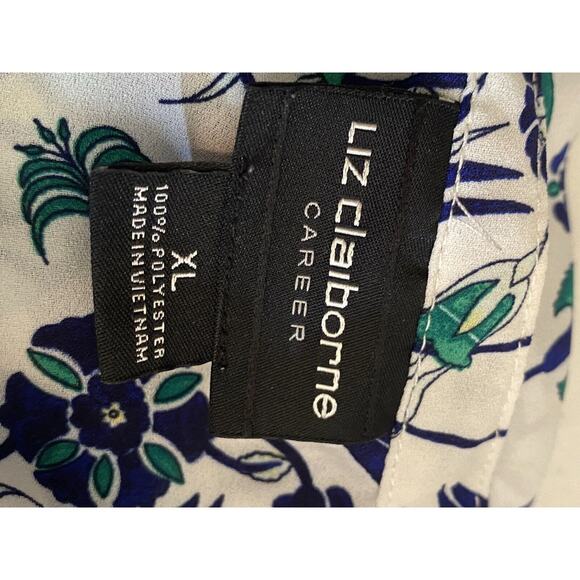 LIZ claiborne
CAREER
XL
100% POLYESTER
MADE IN VIETNAM